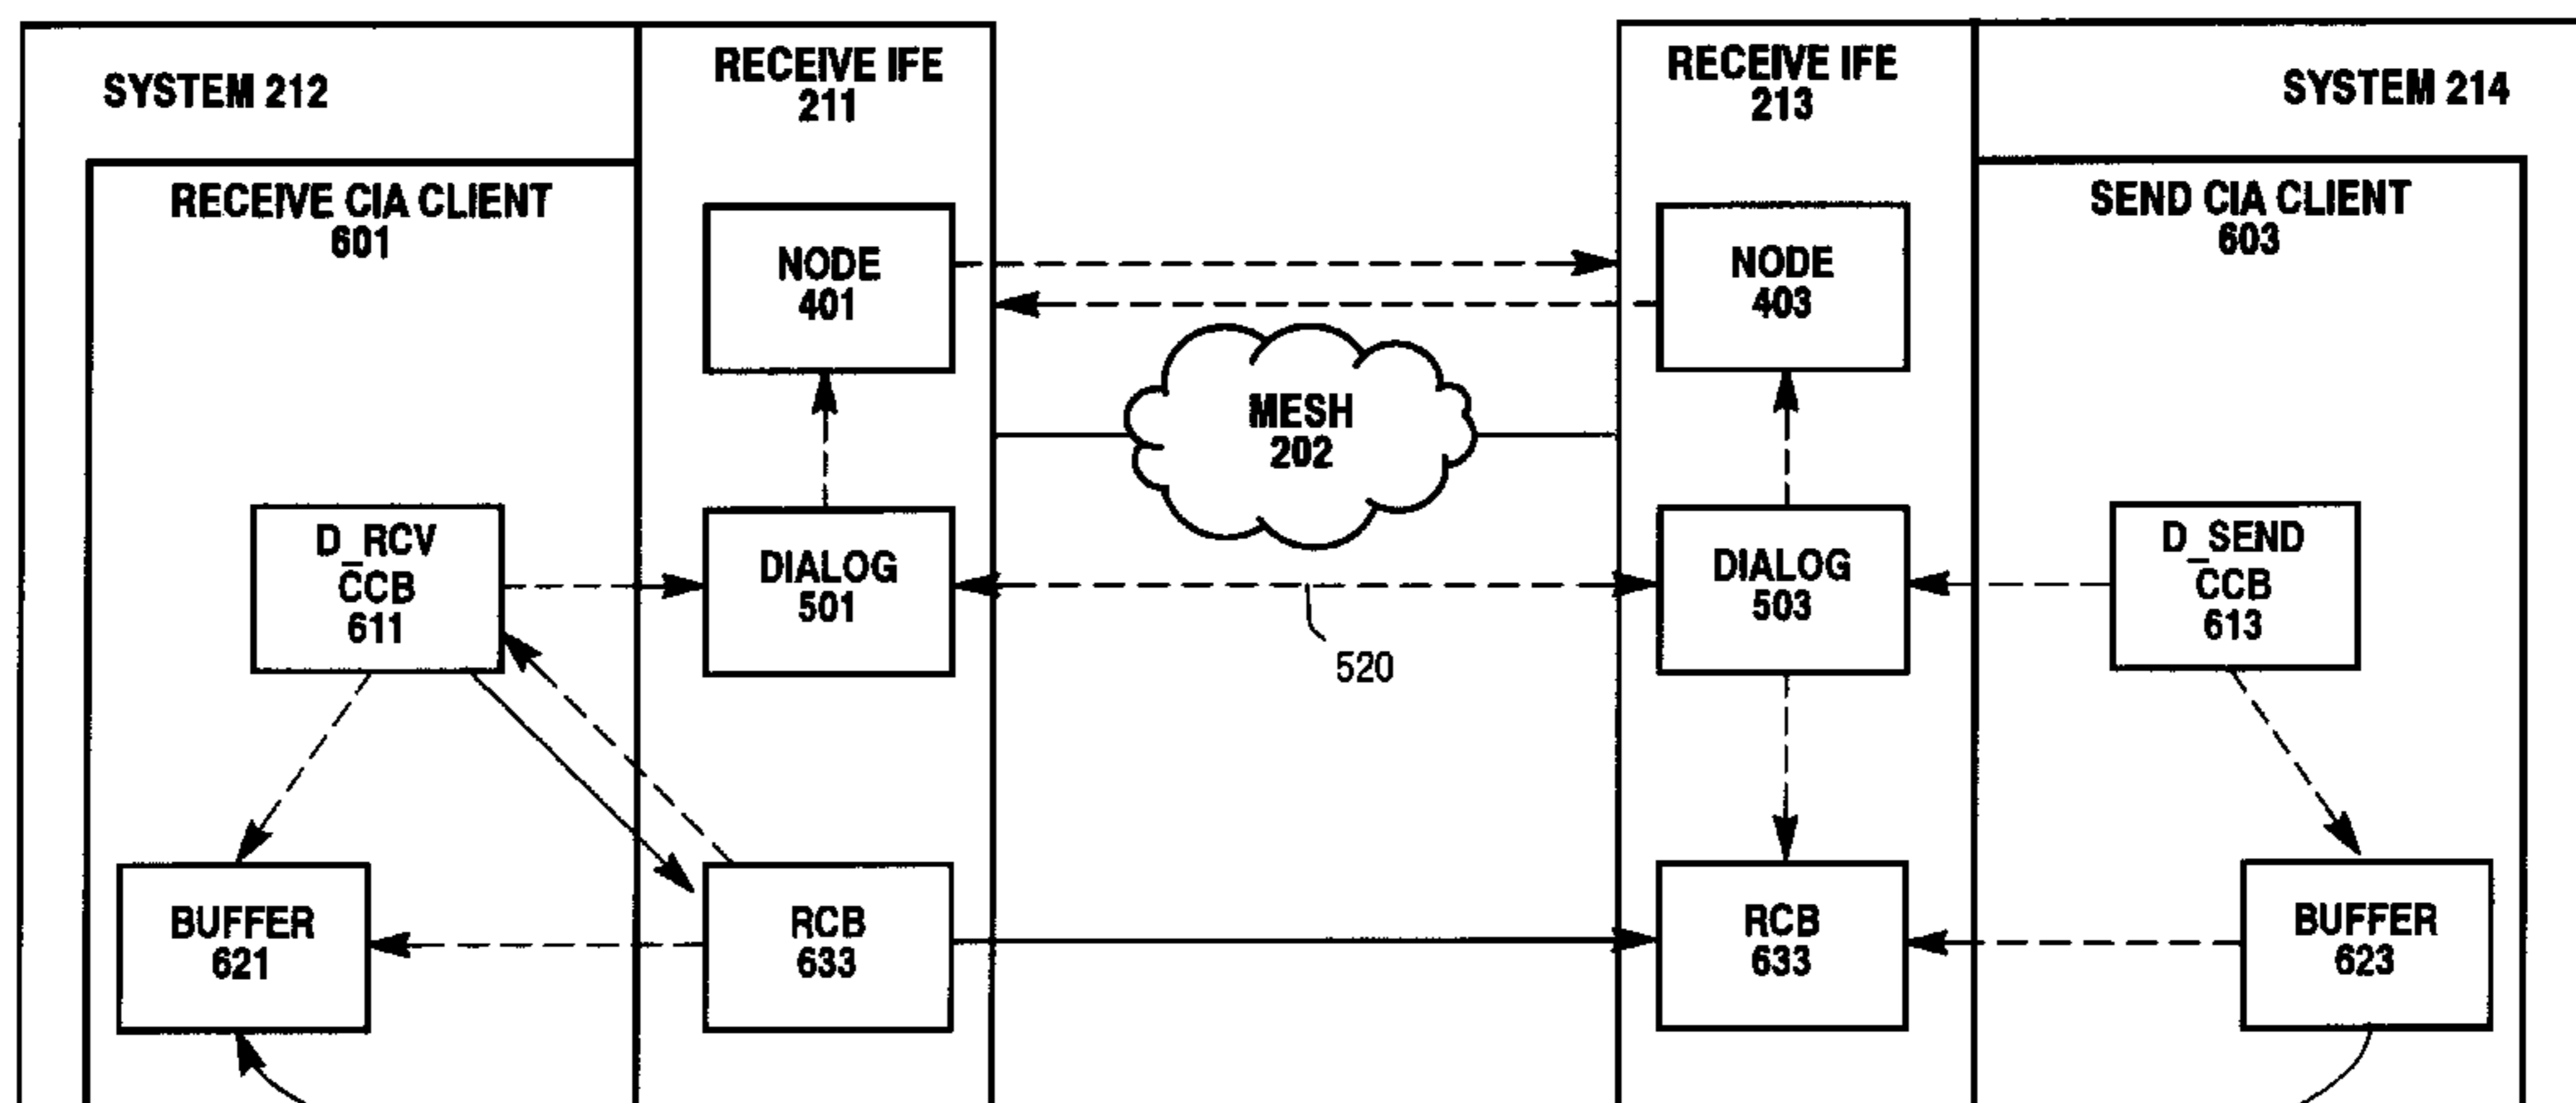 SYSTEM 212
RECEIVE IFE
211
RECEIVE IFE
213
SYSTEM 214
RECEIVE CIA CLIENT
601
SEND CIA CLIENT
603
NODE
401
NODE
403
MESH
202
D_RCV
CCB
611
DIALOG
501
DIALOG
503
D_SEND
CCB
613
520
BUFFER
621
RCB
633
RCB
633
BUFFER
623